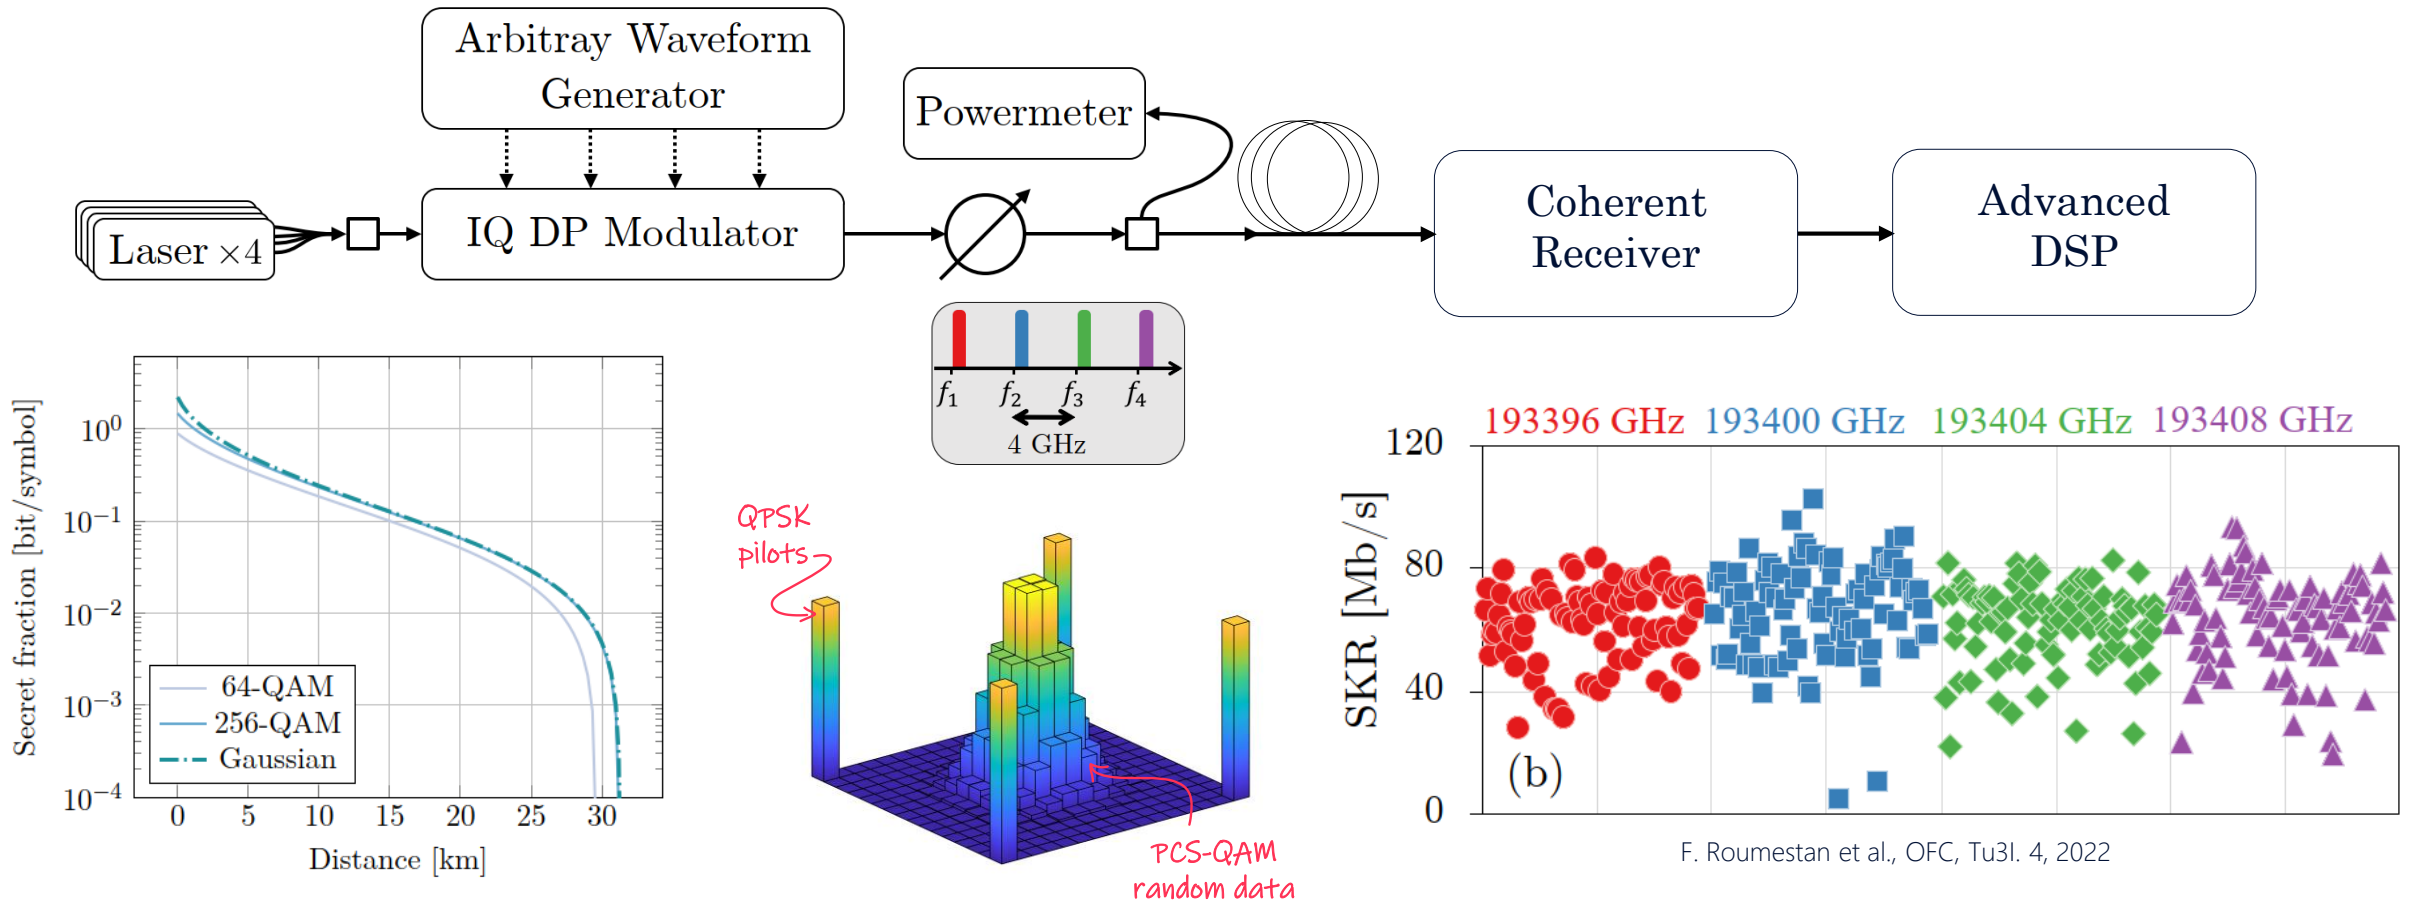 Arbitray Waveform
Generator
Powermeter
Laser ×4
IQ DP Modulator
Coherent
Receiver
Advanced
DSP
f1 f2 f3 f4
4 GHz
Secret fraction [bit/symbol]
10^0
10^-1
10^-2
10^-3
10^-4
64-QAM
256-QAM
Gaussian
0 5 10 15 20 25 30
Distance [km]
QPSK
pilots
PCS-QAM
random data
193396 GHz 193400 GHz 193404 GHz 193408 GHz
SKR [Mb/s]
120
80
40
0
(b)
F. Roumestan et al., OFC, Tu3I. 4, 2022